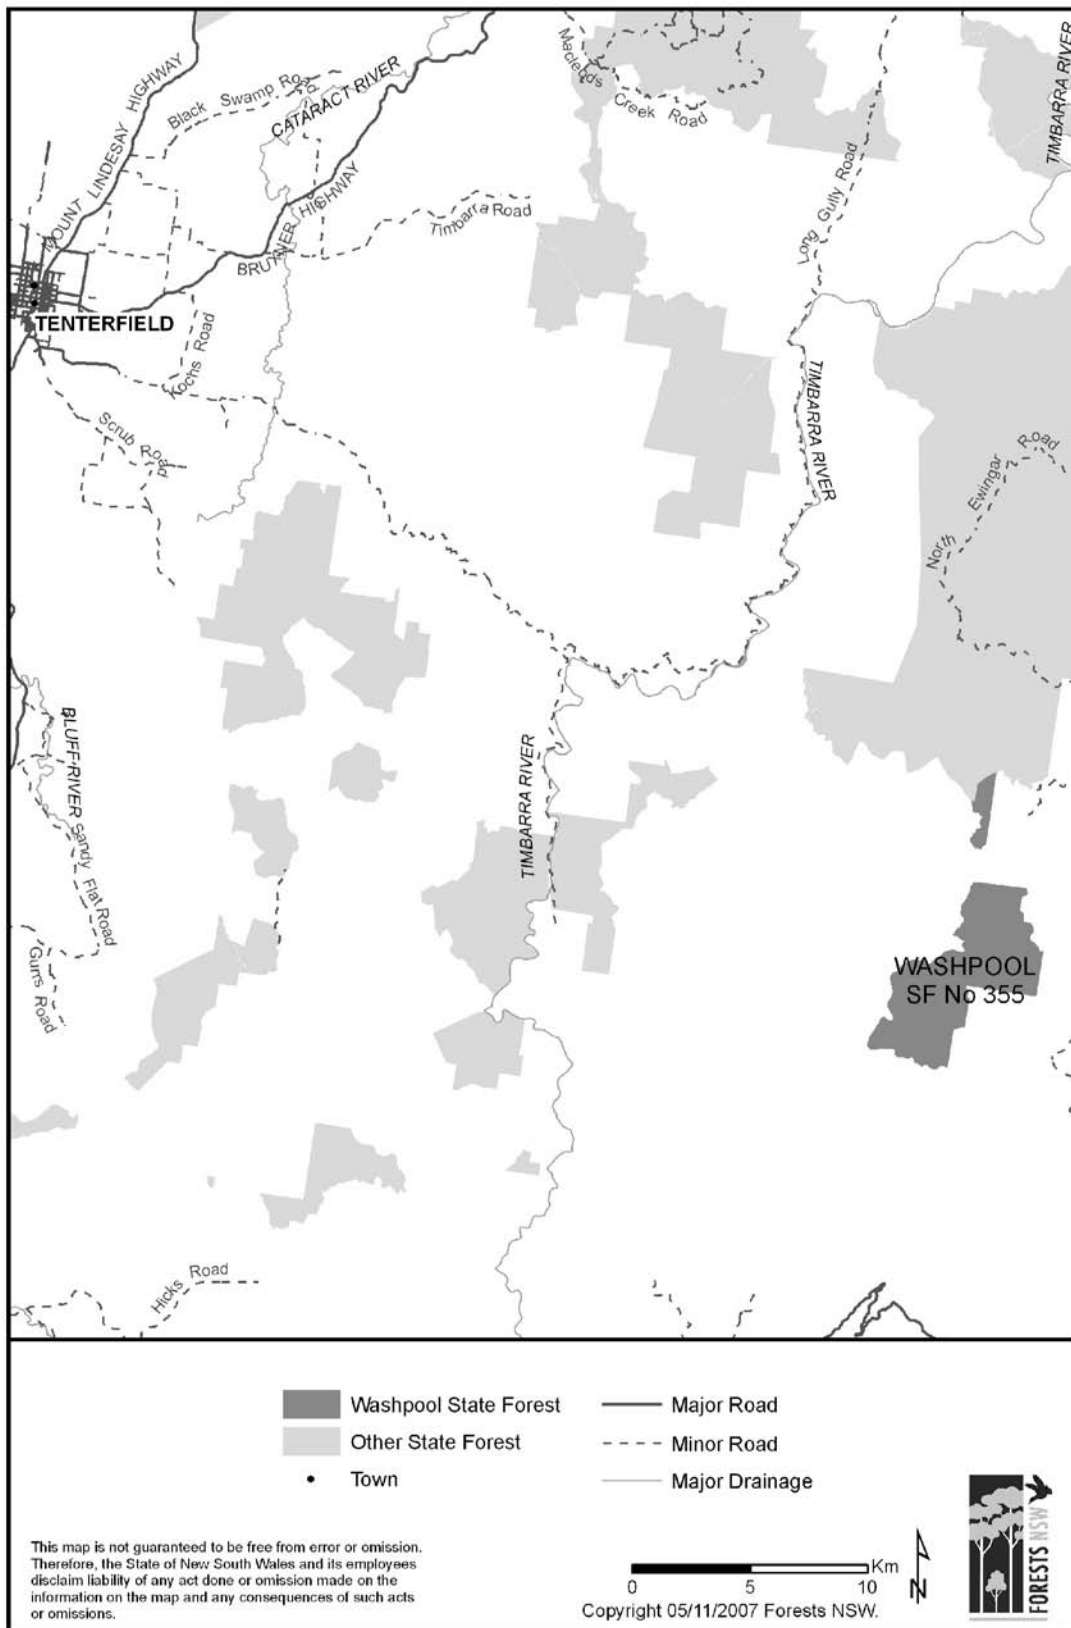 MOUNT LINDESAY HIGHWAY
Black Swamp Road
CATARACT RIVER
Macleods Creek Road
TIMBARRA RIVER
Long Gully Road
BRUTNER HIGHWAY
Timbarra Road
TENTERFIELD
Kochs Road
Scrub Road
TIMBARRA RIVER
North Ewingar Road
BLUFF RIVER
Sandy Flat Road
TIMBARRA RIVER
Gurrs Road
WASHPOOL
SF No 355
Hicks Road
Washpool State Forest
Other State Forest
Town
Major Road
Minor Road
Major Drainage
This map is not guaranteed to be free from error or omission.
Therefore, the State of New South Wales and its employees
disclaim liability of any act done or omission made on the
information on the map and any consequences of such acts
or omissions.
Km
0 5 10
Copyright 05/11/2007 Forests NSW.
N
FORESTS NSW